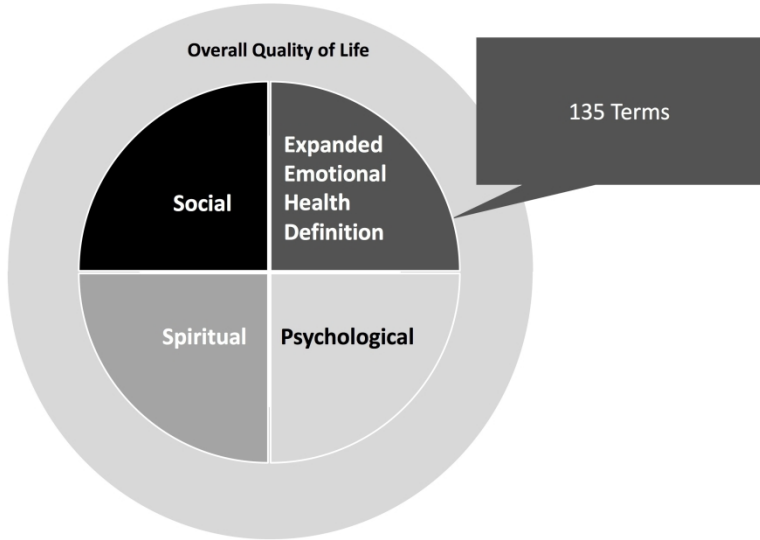 Overall Quality of Life
135 Terms
Expanded
Emotional
Health
Definition
Social
Spiritual
Psychological